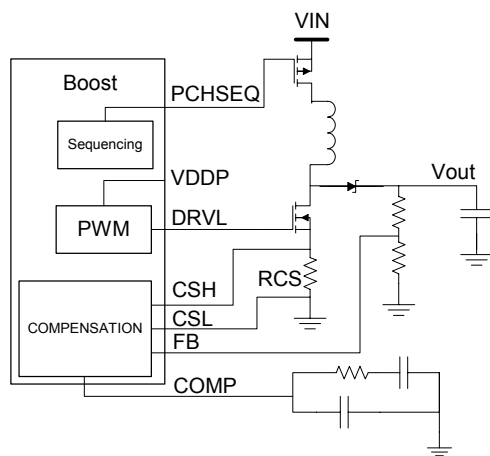 VIN
Boost
PCHSEQ
Sequencing
VDDP
Vout
PWM
DRVL
CSH
RCS
COMPENSATION
CSL
FB
COMP